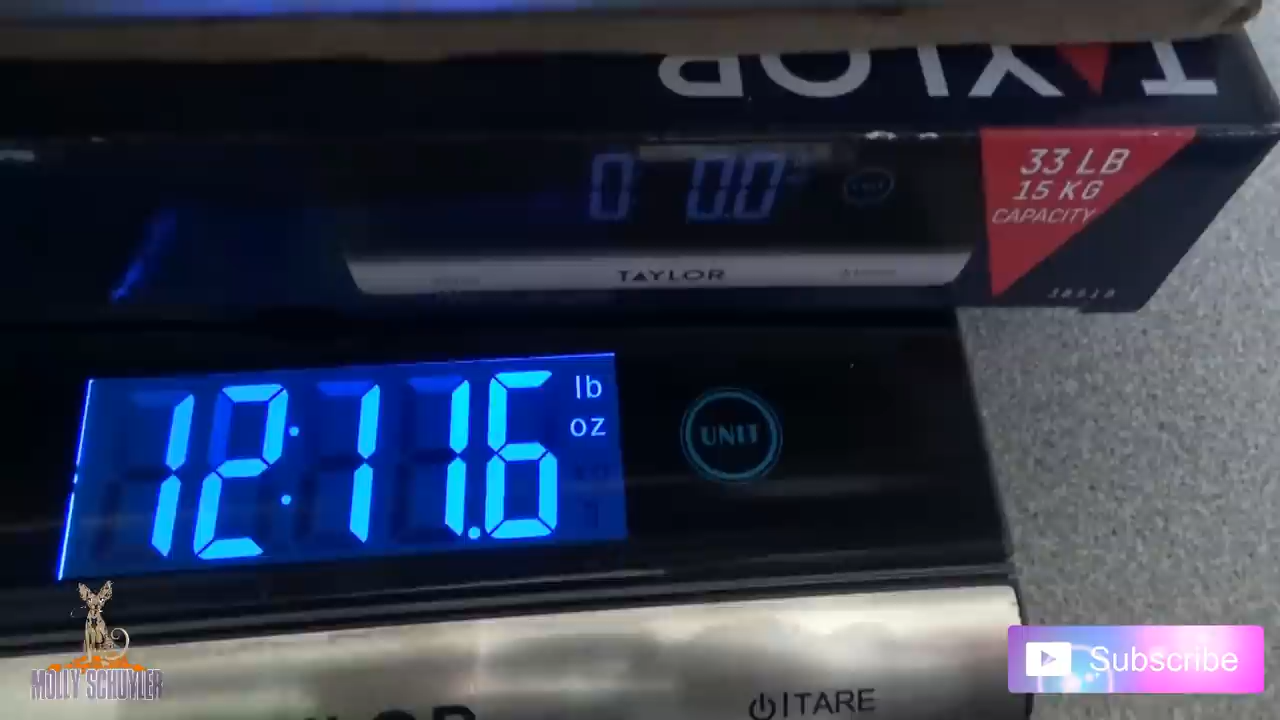 TAYLOR
33 LB
15 KG
CAPACITY
0 0.0
TAYLOR
12:11.6
lb
oz
UNIT
MOLLY SCHUYLER
Subscribe
TARE